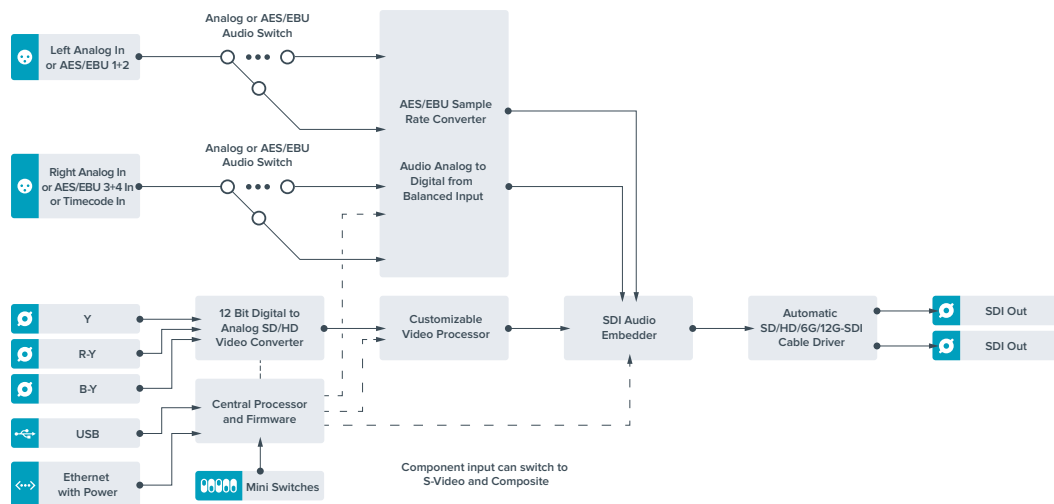 Analog or AES/EBU
Audio Switch
Left Analog In
or AES/EBU 1+2
AES/EBU Sample
Rate Converter
Analog or AES/EBU
Audio Switch
Right Analog In
or AES/EBU 3+4 In
or Timecode In
Audio Analog to
Digital from
Balanced Input
Y
R-Y
B-Y
12 Bit Digital to
Analog SD/HD
Video Converter
Customizable
Video Processor
SDI Audio
Embedder
Automatic
SD/HD/6G/12G-SDI
Cable Driver
SDI Out
SDI Out
USB
Central Processor
and Firmware
Ethernet
with Power
Mini Switches
Component input can switch to
S-Video and Composite